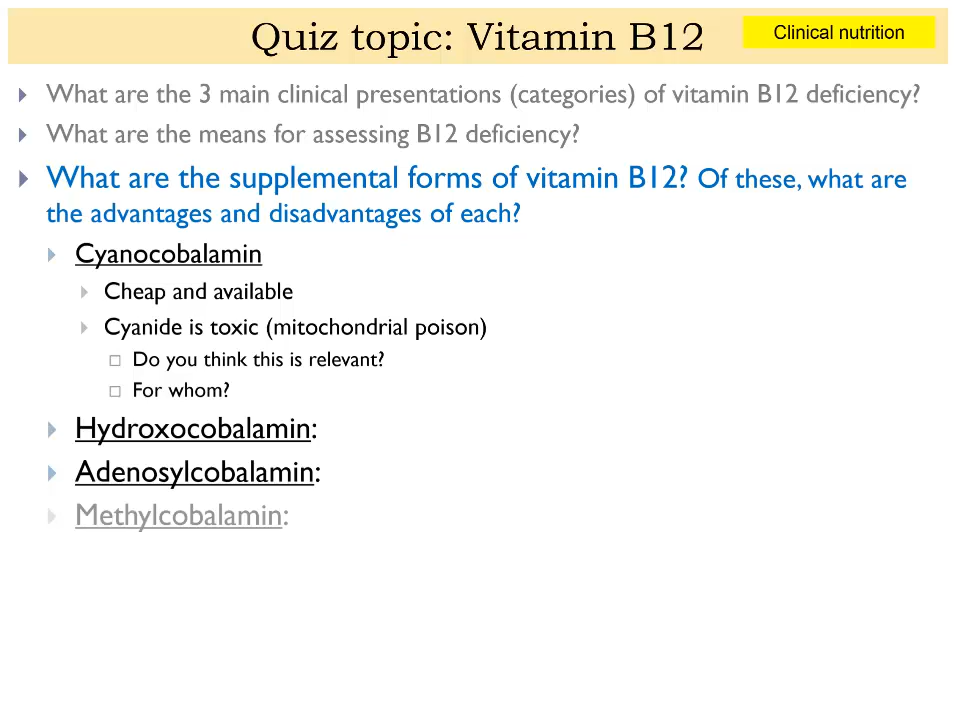 Quiz topic: Vitamin B12
Clinical nutrition
What are the 3 main clinical presentations (categories) of vitamin B12 deficiency?
What are the means for assessing B12 deficiency?
What are the supplemental forms of vitamin B12? Of these, what are
the advantages and disadvantages of each?
Cyanocobalamin
Cheap and available
Cyanide is toxic (mitochondrial poison)
Do you think this is relevant?
For whom?
Hydroxocobalamin:
Adenosylcobalamin:
Methylcobalamin: